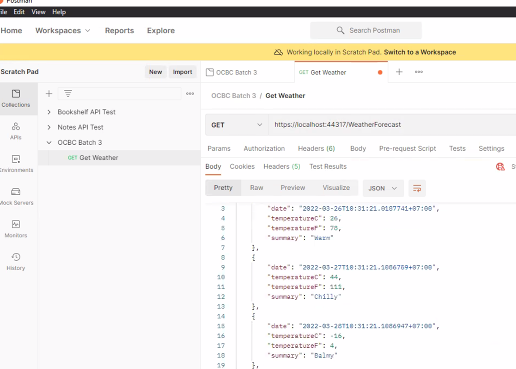 Postman
File Edit View Help
Home Workspaces Reports Explore Search Postman
Working locally in Scratch Pad. Switch to a Workspace
Scratch Pad New Import OCBC Batch 3 GET Get Weather
Collections
APIs
Environments
Mock Servers
Monitors
History
Bookshelf API Test
Notes API Test
OCBC Batch 3
GET Get Weather
OCBC Batch 3 / Get Weather
GET https://localhost:44317/WeatherForecast
Params Authorization Headers (6) Body Pre-request Script Tests Settings
Body Cookies Headers (5) Test Results
Pretty Raw Preview Visualize JSON
3 "date": "2022-03-26T10:31:21.0187741+07:00",
4 "temperatureC": 26,
5 "temperatureF": 78,
6 "summary": "Warm"
7 },
8 {
9 "date": "2022-03-27T10:31:21.1086769+07:00",
10 "temperatureC": 44,
11 "temperatureF": 111,
12 "summary": "Chilly"
13 },
14 {
15 "date": "2022-03-28T10:31:21.1086947+07:00",
16 "temperatureC": -16,
17 "temperatureF": 4,
18 "summary": "Balmy"
19 },